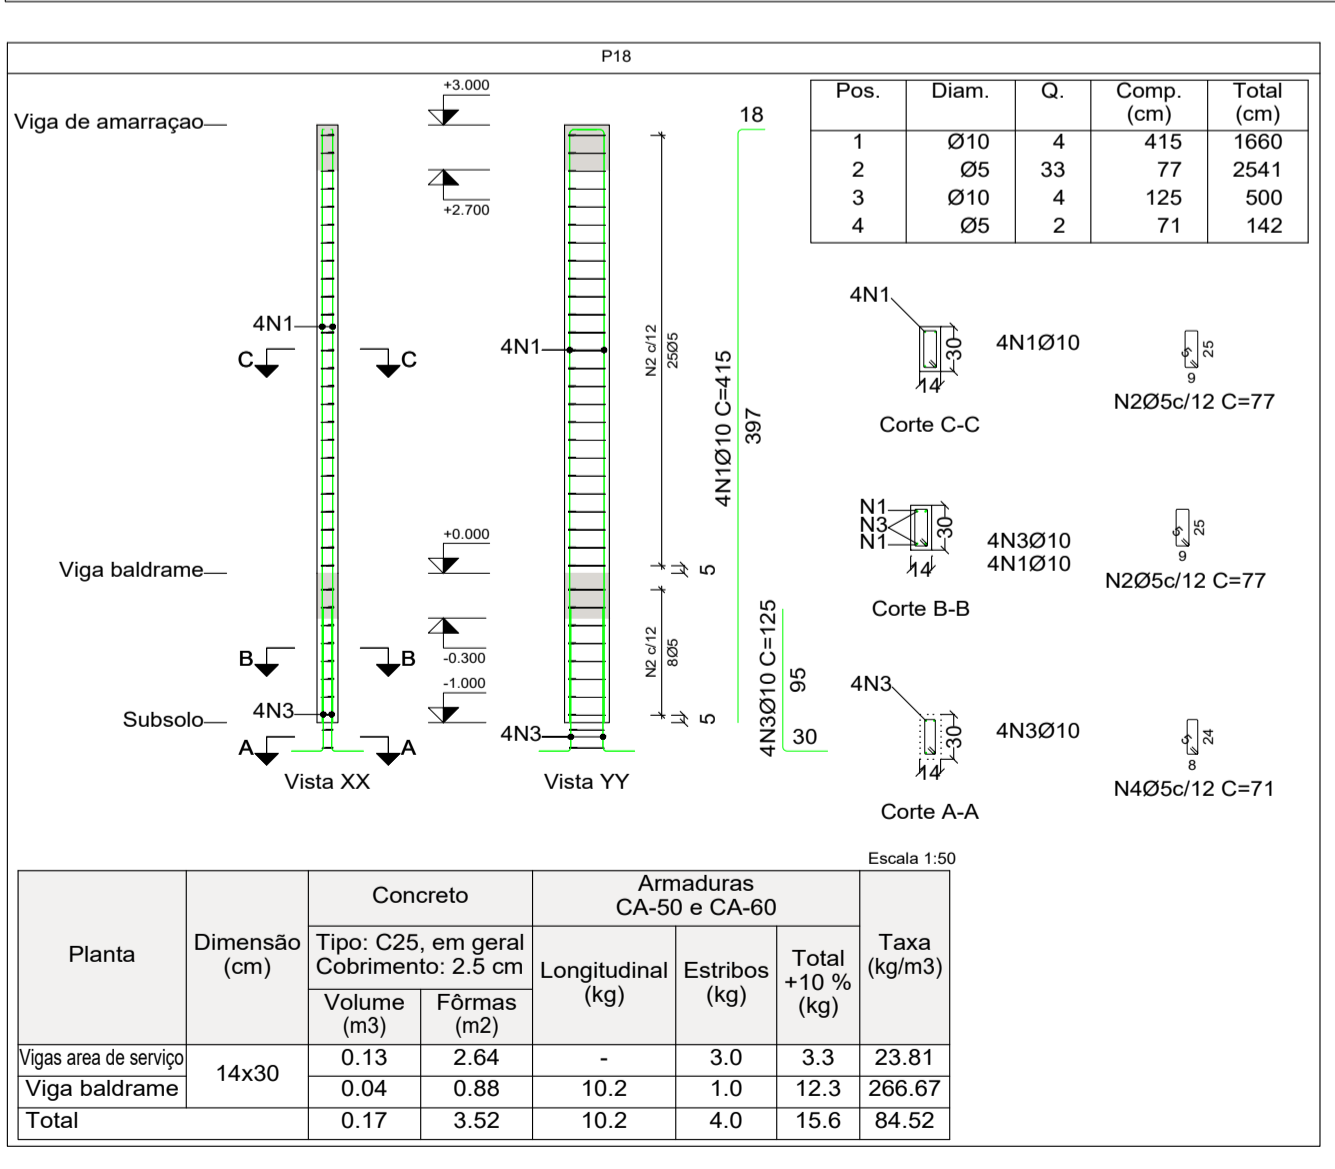 P18
Viga de amarraçao
+3.000
+2.700
4N1
C
C
4N1
N2 c/12
25Ø5
Viga baldrame
+0.000
-0.300
5
B
B
N2 c/12
8Ø5
Subsolo
-1.000
4N3
4N3
5
A
A
Vista XX
Vista YY
18
4N1Ø10 C=415
397
4N3Ø10 C=125
95
30
Pos. Diam. Q. Comp. (cm) Total (cm)
1 Ø10 4 415 1660
2 Ø5 33 77 2541
3 Ø10 4 125 500
4 Ø5 2 71 142
4N1
30
14
4N1Ø10
5
25
9
N2Ø5c/12 C=77
Corte C-C
N1
N3
N1
30
14
4N3Ø10
4N1Ø10
5
25
9
N2Ø5c/12 C=77
Corte B-B
4N3
30
14
4N3Ø10
5
24
8
N4Ø5c/12 C=71
Corte A-A
Escala 1:50
Planta
Dimensão
(cm)
Concreto
Tipo: C25, em geral
Cobrimento: 2.5 cm
Volume
(m3)
Fôrmas
(m2)
Armaduras
CA-50 e CA-60
Longitudinal
(kg)
Estribos
(kg)
Total
+10 %
(kg)
Taxa
(kg/m3)
Vigas area de serviço 14x30 0.13 2.64 - 3.0 3.3 23.81
Viga baldrame 0.04 0.88 10.2 1.0 12.3 266.67
Total 0.17 3.52 10.2 4.0 15.6 84.52